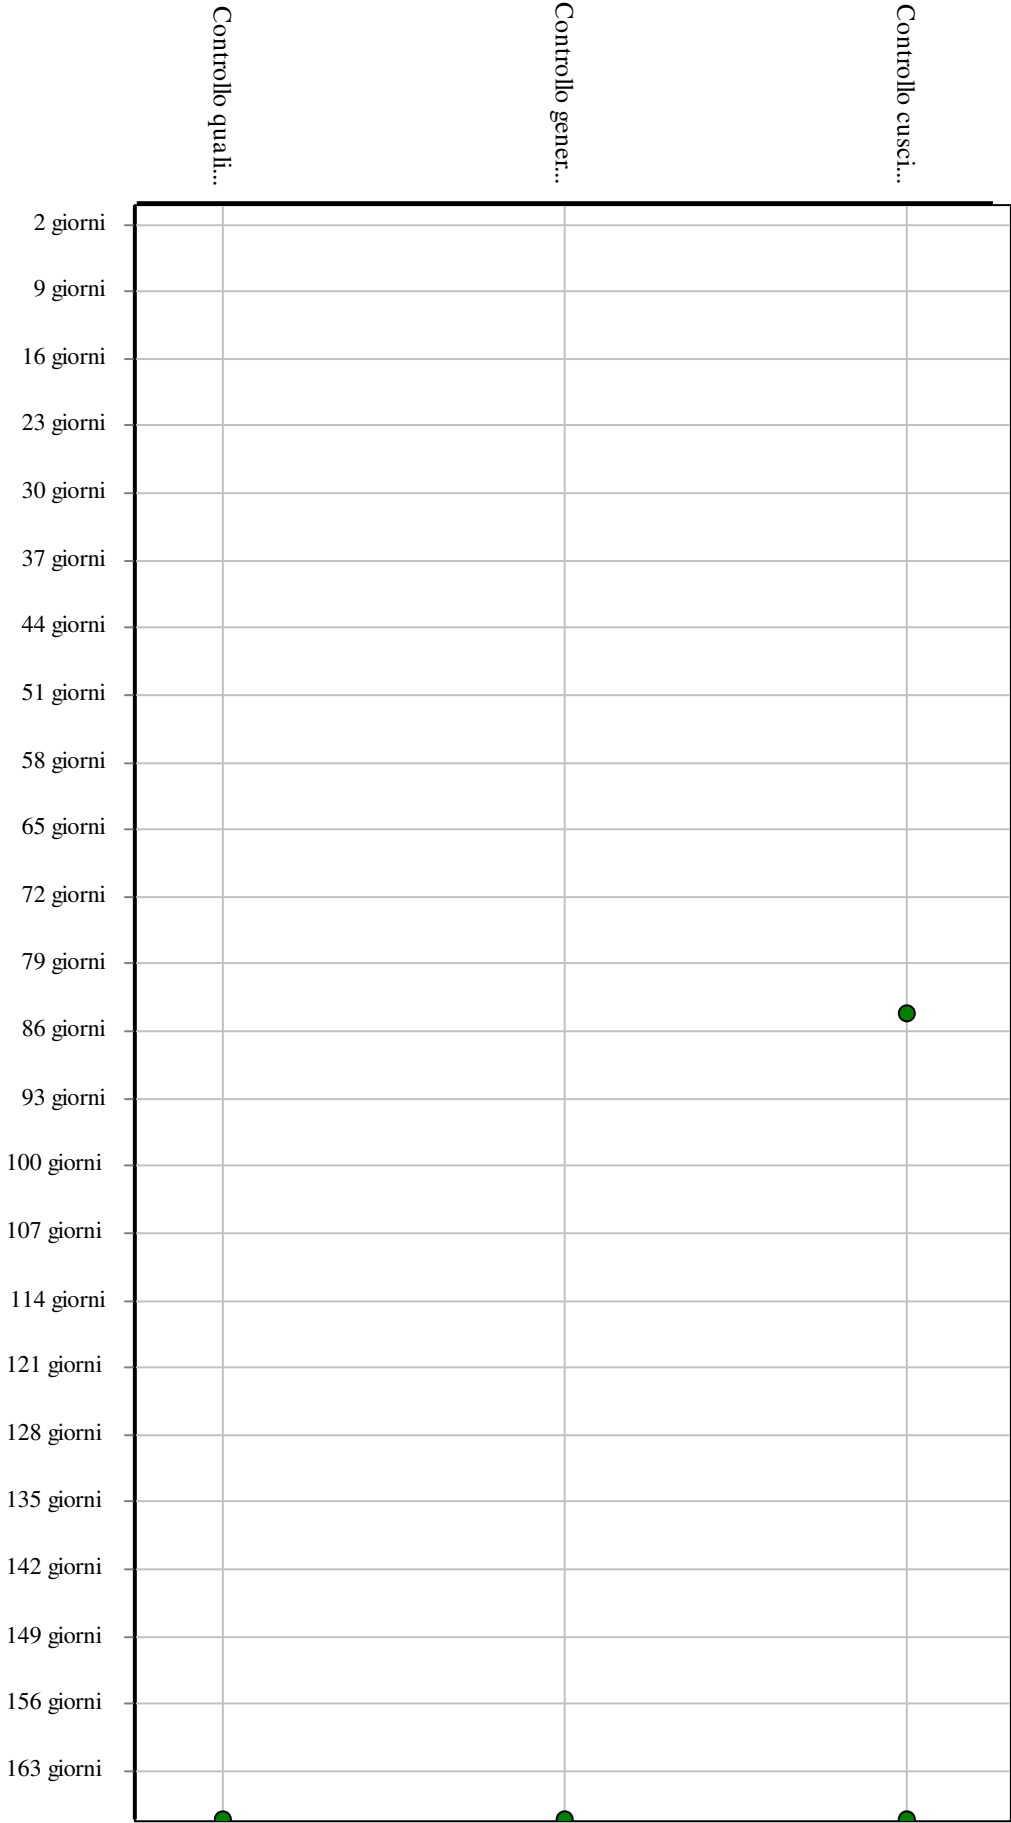 Controllo quali...
Controllo gener...
Controllo cusci...
2 giorni
9 giorni
16 giorni
23 giorni
30 giorni
37 giorni
44 giorni
51 giorni
58 giorni
65 giorni
72 giorni
79 giorni
86 giorni
93 giorni
100 giorni
107 giorni
114 giorni
121 giorni
128 giorni
135 giorni
142 giorni
149 giorni
156 giorni
163 giorni